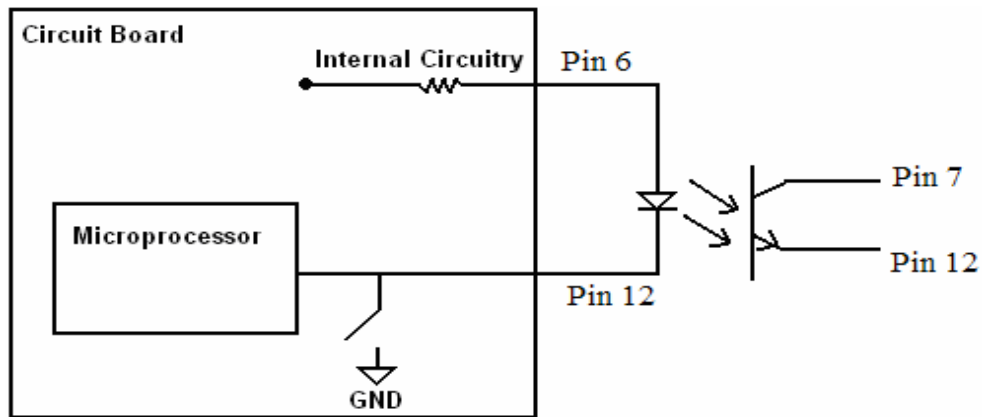 Circuit Board
Internal Circuitry
Pin 6
Pin 7
Microprocessor
Pin 12
Pin 12
GND